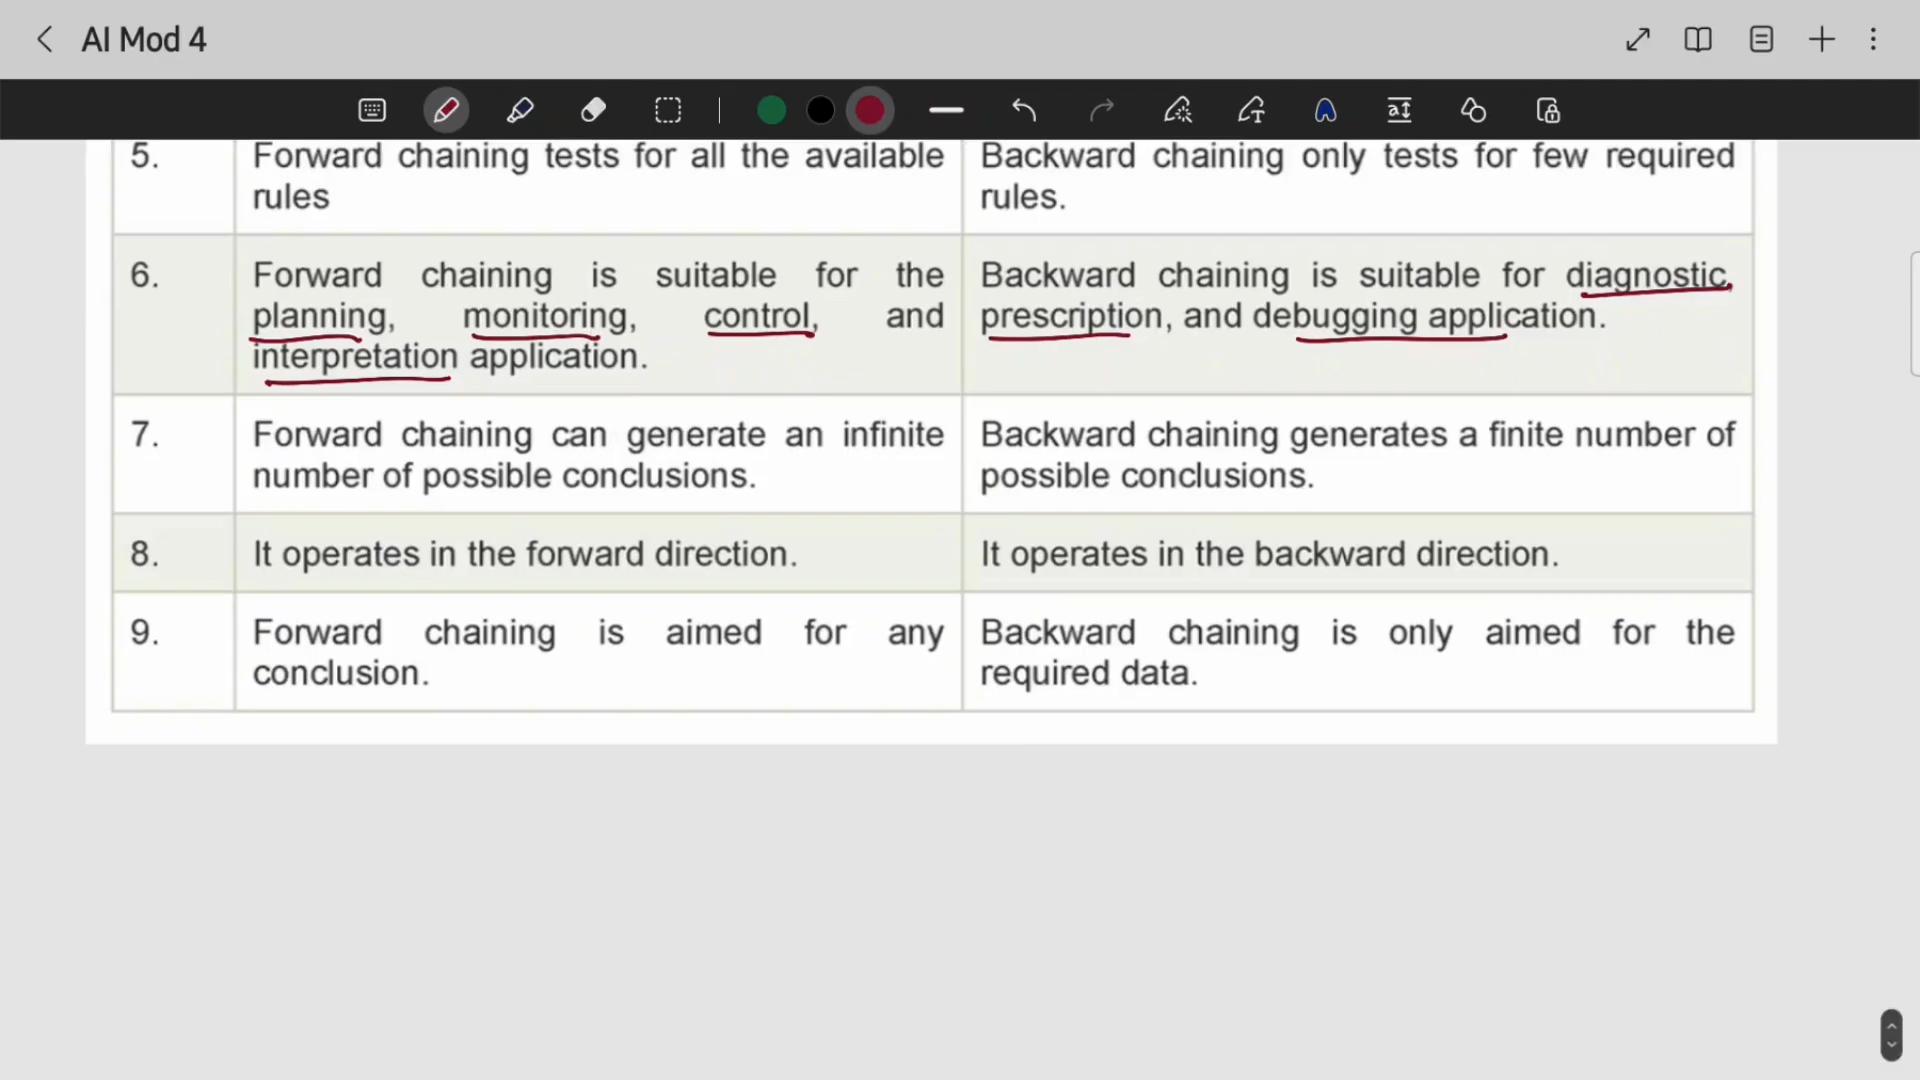 AI Mod 4
5. Forward chaining tests for all the available Backward chaining only tests for few required
rules rules.
6. Forward chaining is suitable for the Backward chaining is suitable for diagnostic,
planning, monitoring, control, and prescription, and debugging application.
interpretation application.
7. Forward chaining can generate an infinite Backward chaining generates a finite number of
number of possible conclusions. possible conclusions.
8. It operates in the forward direction. It operates in the backward direction.
9. Forward chaining is aimed for any Backward chaining is only aimed for the
conclusion. required data.